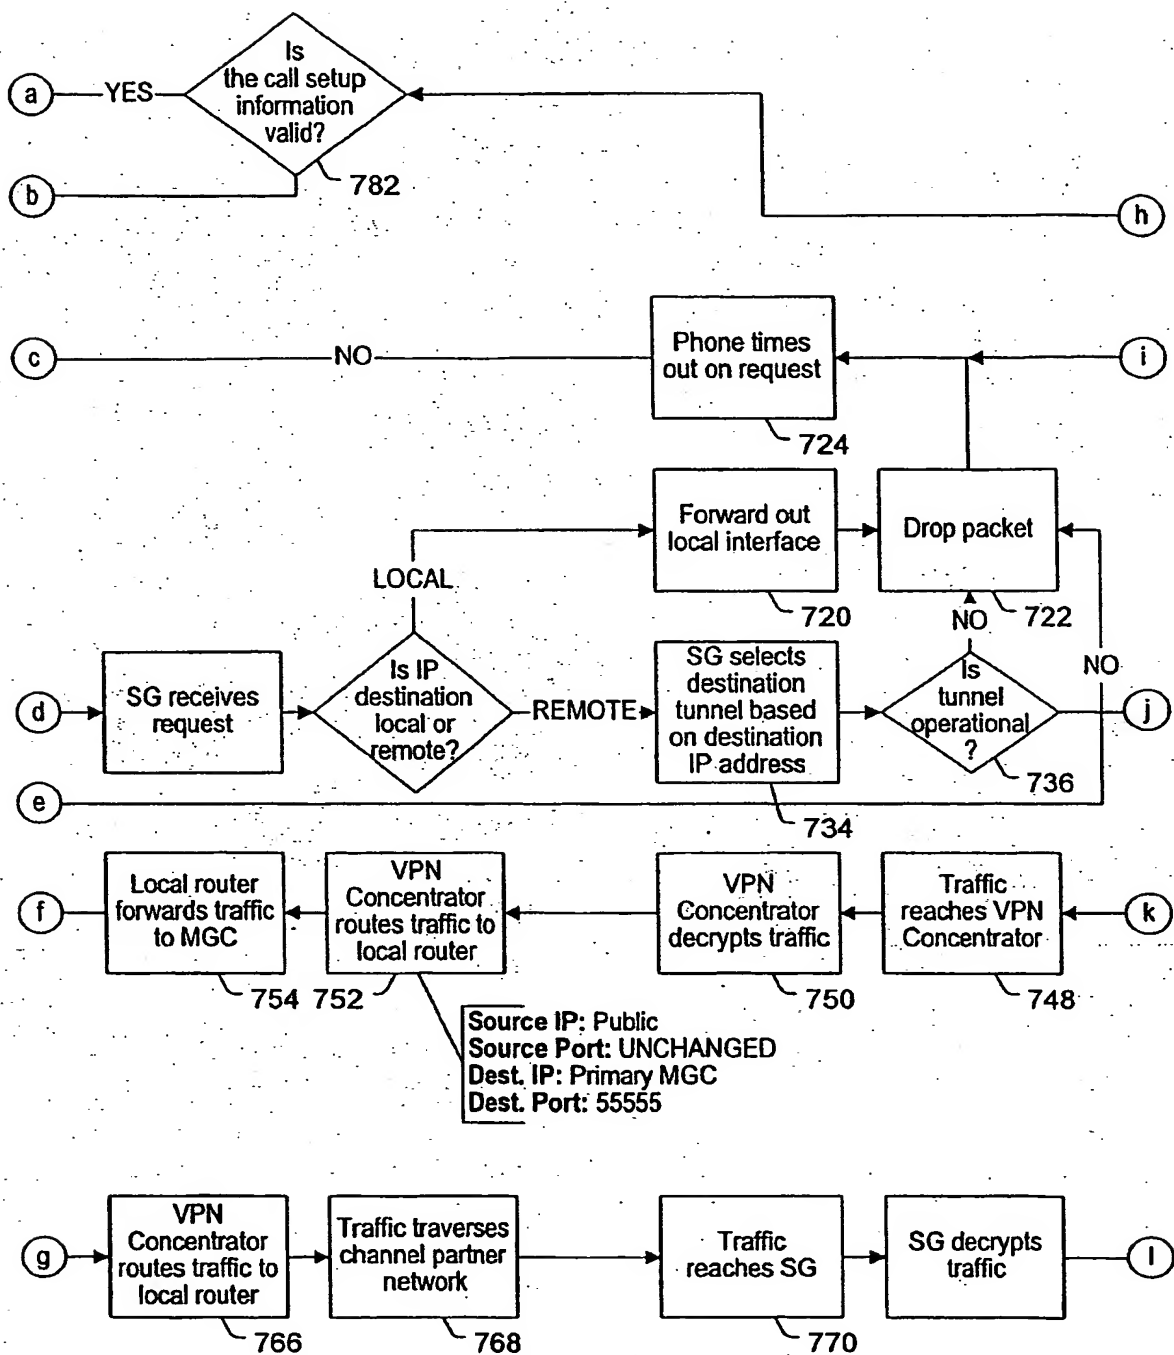 Is
the call setup
information
valid?
a
YES
782
b
h
c
NO
Phone times
out on request
i
724
Forward out
local interface
Drop packet
LOCAL
720
NO
722
d
SG receives
request
Is IP
destination
local or
remote?
REMOTE
SG selects
destination
tunnel based
on destination
IP address
Is
tunnel
operational
?
NO
j
736
e
734
f
Local router
forwards traffic
to MGC
VPN
Concentrator
routes traffic to
local router
VPN
Concentrator
decrypts traffic
Traffic
reaches VPN
Concentrator
k
754
752
750
748
Source IP: Public
Source Port: UNCHANGED
Dest. IP: Primary MGC
Dest. Port: 55555
g
VPN
Concentrator
routes traffic to
local router
Traffic traverses
channel partner
network
Traffic
reaches SG
SG decrypts
traffic
l
766
768
770